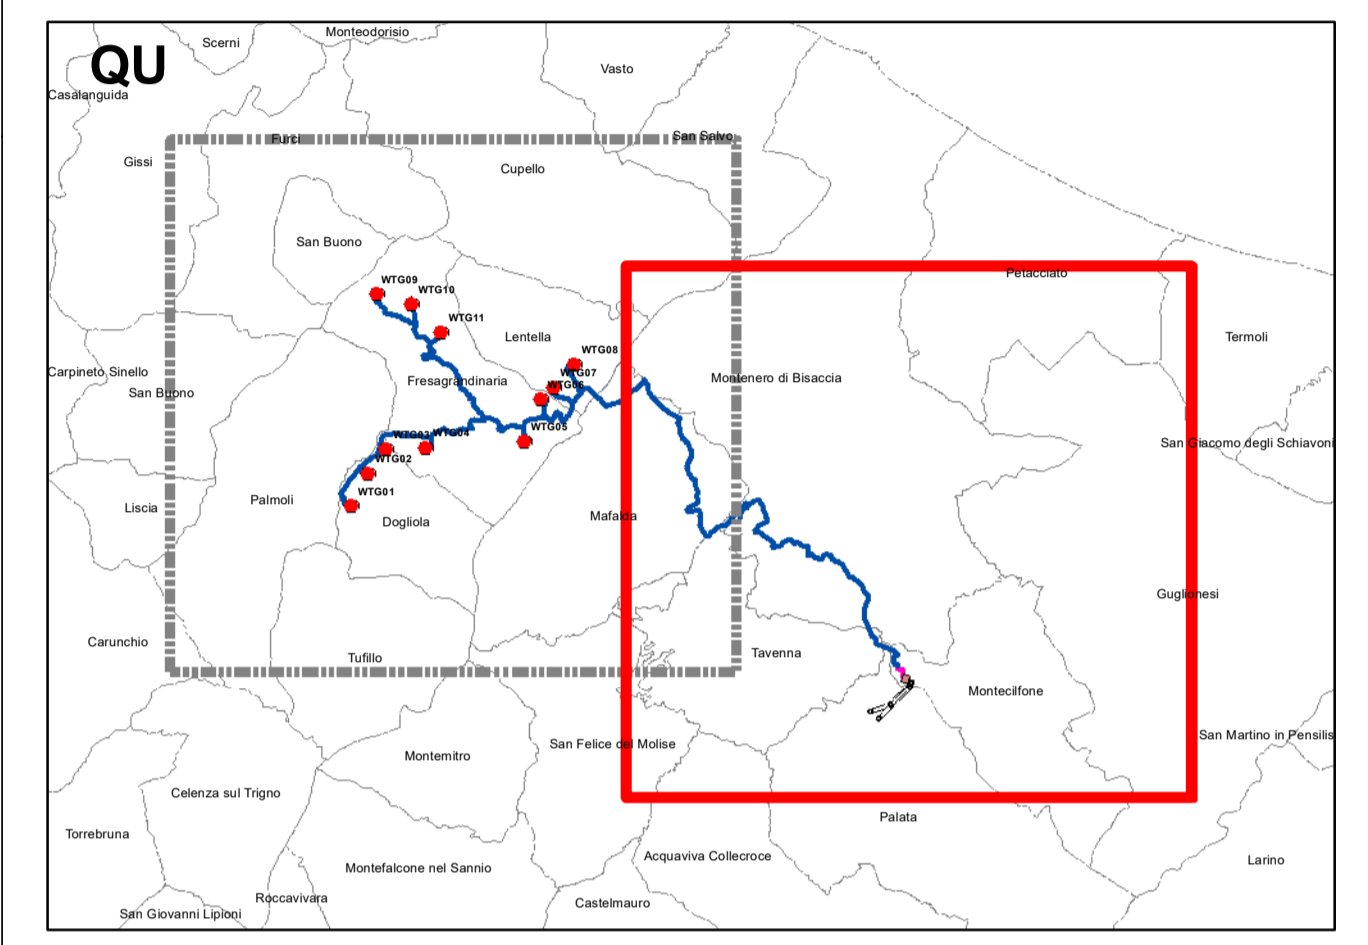 QU
Scerni
Monteodorisio
Vasto
Casalanguida
Furci
San Salvo
Gissi
Cupello
San Buono
Petacciato
WTG09
WTG10
WTG11
Lentella
Termoli
WTG08
Carpineto Sinello
WTG07
Fresagrandinaria
Montenero di Bisaccia
WTG06
San Buono
WTG05
WTG03
WTG04
San Giacomo degli Schiavoni
WTG02
WTG01
Palmoli
Liscia
Dogliola
Mafalda
Guglionesi
Carunchio
Tufillo
Tavenna
Montecilfone
San Martino in Pensilis
San Felice del Molise
Montemitro
Celenza sul Trigno
Palata
Torrebruna
Acquaviva Collecroce
Larino
Montefalcone nel Sannio
Roccavivara
Castelmauro
San Giovanni Lipioni